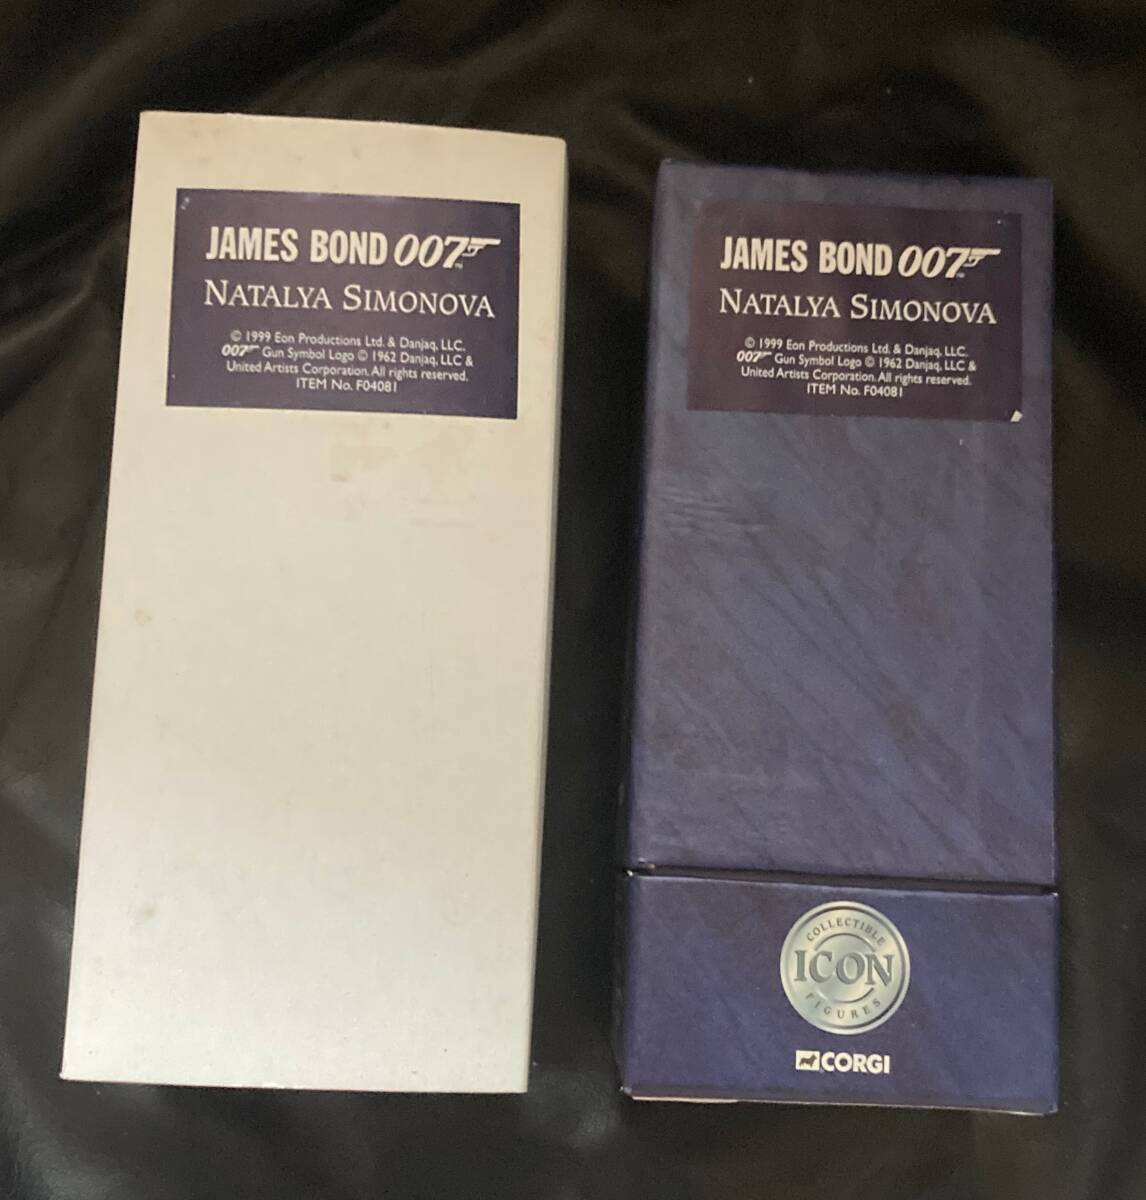 JAMES BOND 007™
NATALYA SIMONOVA
© 1999 Eon Productions Ltd. & Danjaq, LLC.
007 Gun Symbol Logo © 1962 Danjaq, LLC &
United Artists Corporation. All rights reserved.
ITEM No. F04081
JAMES BOND 007™
NATALYA SIMONOVA
© 1999 Eon Productions Ltd. & Danjaq, LLC.
007 Gun Symbol Logo © 1962 Danjaq, LLC &
United Artists Corporation. All rights reserved.
ITEM No. F04081
COLLECTIBLE
ICON
FIGURES
CORGI